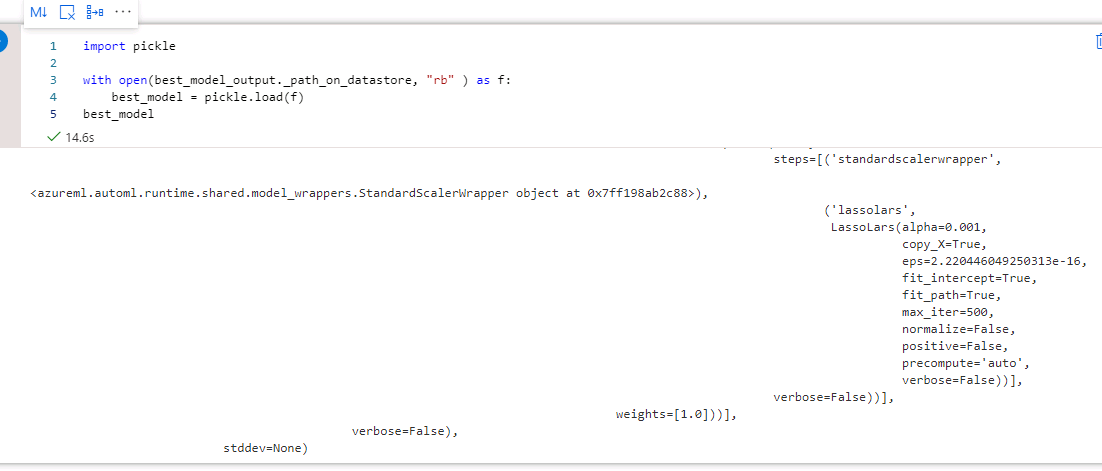 M↓ ···
1 import pickle
2
3 with open(best_model_output._path_on_datastore, "rb" ) as f:
4 best_model = pickle.load(f)
5 best_model
14.6s
steps=[('standardscalerwrapper',
<azureml.automl.runtime.shared.model_wrappers.StandardScalerWrapper object at 0x7ff198ab2c88>),
('lassolars',
LassoLars(alpha=0.001,
copy_X=True,
eps=2.220446049250313e-16,
fit_intercept=True,
fit_path=True,
max_iter=500,
normalize=False,
positive=False,
precompute='auto',
verbose=False))],
verbose=False))],
weights=[1.0]))],
verbose=False),
stddev=None)